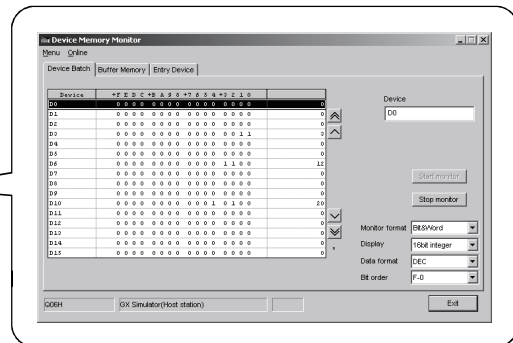 Device Memory Monitor
Menu Online
Device Batch Buffer Memory Entry Device
Device +F E D C +B A 9 8 +7 6 5 4 +3 2 1 0
D0 0 0 0 0 0 0 0 0 0 0 0 0 0 0 0 0 0
D1 0 0 0 0 0 0 0 0 0 0 0 0 0 0 0 0 0
D2 0 0 0 0 0 0 0 0 0 0 0 0 0 0 0 0 0
D3 0 0 0 0 0 0 0 0 0 0 0 0 0 0 1 1 3
D4 0 0 0 0 0 0 0 0 0 0 0 0 0 0 0 0 0
D5 0 0 0 0 0 0 0 0 0 0 0 0 0 0 0 0 0
D6 0 0 0 0 0 0 0 0 0 0 0 0 1 1 0 0 12
D7 0 0 0 0 0 0 0 0 0 0 0 0 0 0 0 0 0
D8 0 0 0 0 0 0 0 0 0 0 0 0 0 0 0 0 0
D9 0 0 0 0 0 0 0 0 0 0 0 0 0 0 0 0 0
D10 0 0 0 0 0 0 0 0 0 0 0 1 0 1 0 0 20
D11 0 0 0 0 0 0 0 0 0 0 0 0 0 0 0 0 0
D12 0 0 0 0 0 0 0 0 0 0 0 0 0 0 0 0 0
D13 0 0 0 0 0 0 0 0 0 0 0 0 0 0 0 0 0
D14 0 0 0 0 0 0 0 0 0 0 0 0 0 0 0 0 0
D15 0 0 0 0 0 0 0 0 0 0 0 0 0 0 0 0 0
Device
D0
Start monitor
Stop monitor
Monitor format Bit&Word
Display 16bit integer
Data format DEC
Bit order F-0
Q06H GX Simulator(Host station) Exit